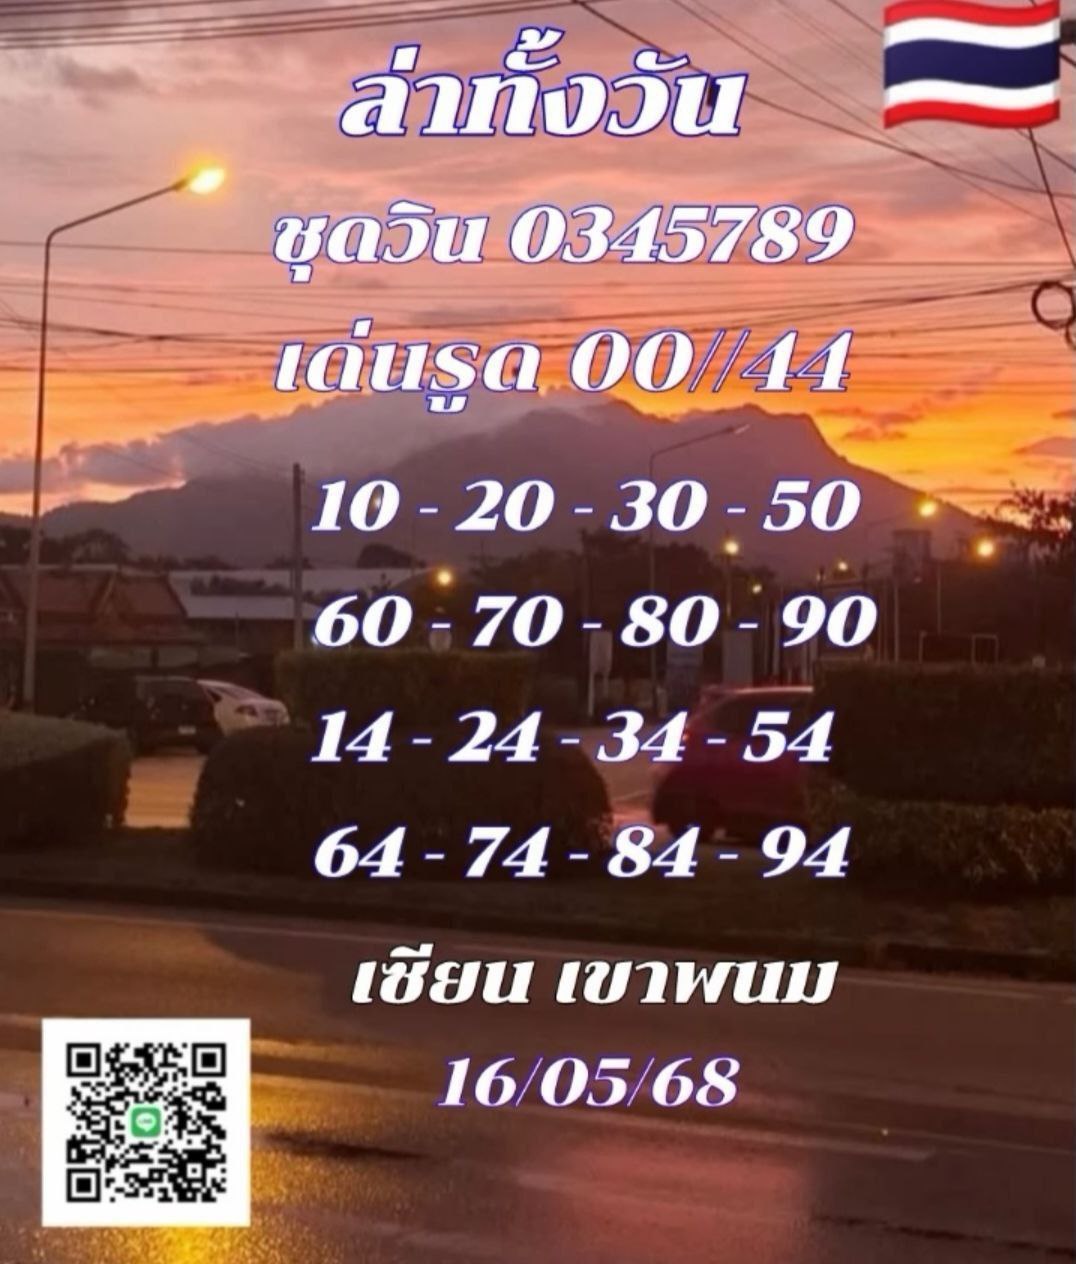 ล่าทั้งวัน
ชุดวิน 0345789
เด่นรูด 00//44
10 - 20 - 30 - 50
60 - 70 - 80 - 90
14 - 24 - 34 - 54
64 - 74 - 84 - 94
เซียน เขาพนม
16/05/68